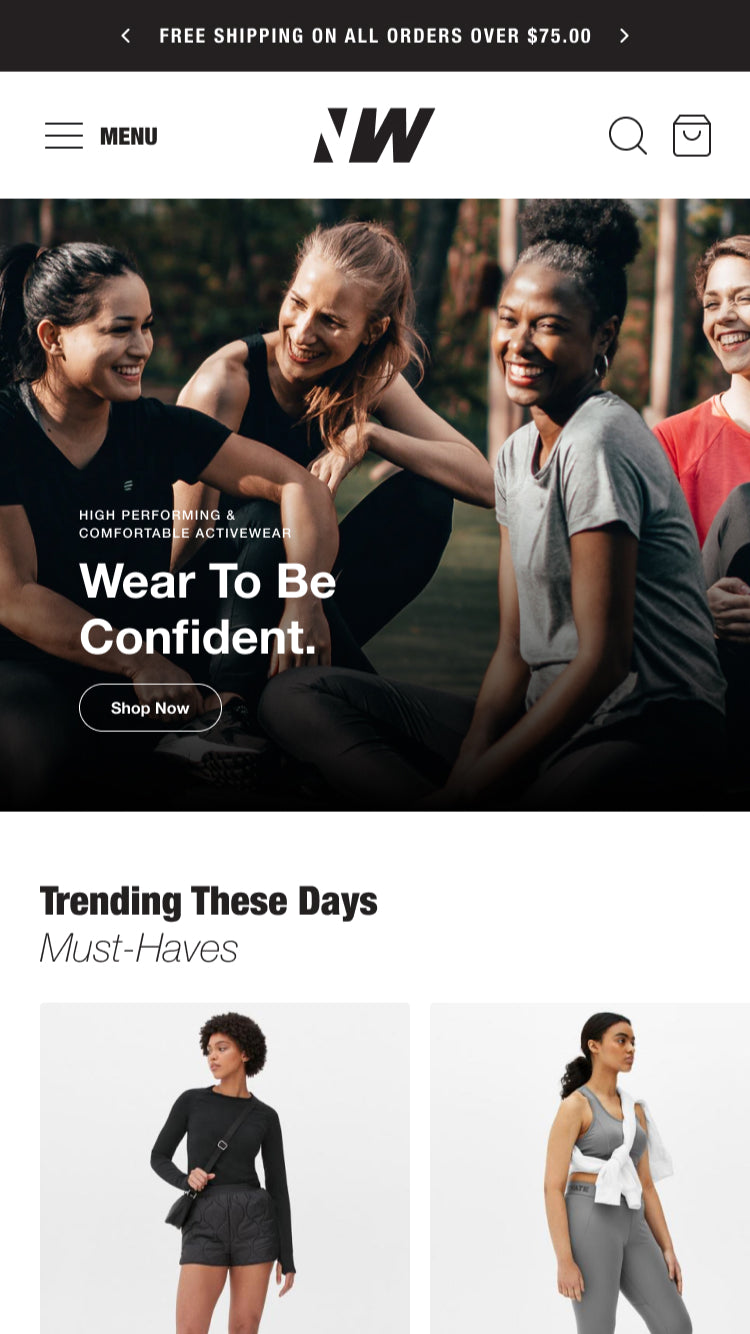 FREE SHIPPING ON ALL ORDERS OVER $75.00
MENU
NW
HIGH PERFORMING &
COMFORTABLE ACTIVEWEAR
Wear To Be
Confident.
Shop Now
Trending These Days
Must-Haves